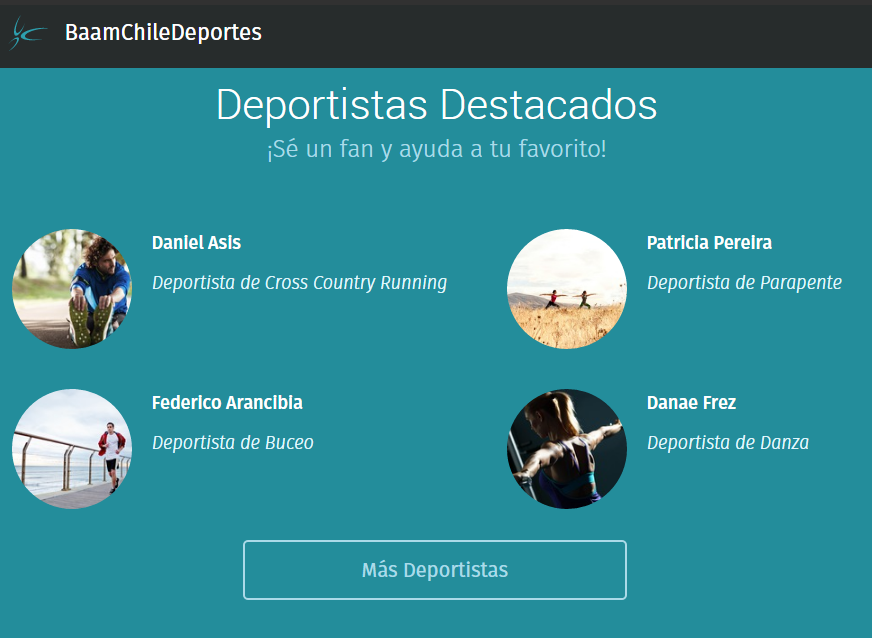 BaamChileDeportes
Deportistas Destacados
¡Sé un fan y ayuda a tu favorito!
Daniel Asis
Deportista de Cross Country Running
Patricia Pereira
Deportista de Parapente
Federico Arancibia
Deportista de Buceo
Danae Frez
Deportista de Danza
Más Deportistas